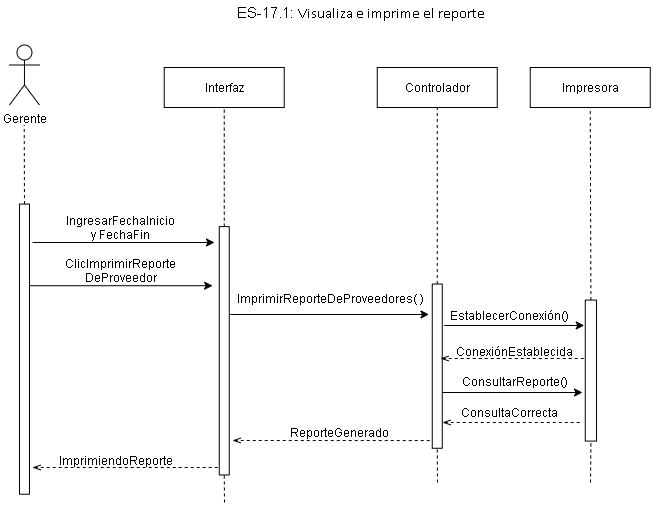 ES-17.1: Visualiza e imprime el reporte
Interfaz
Controlador
Impresora
Gerente
IngresarFechaInicio
y FechaFin
ClicImprimirReporte
DeProveedor
ImprimirReporteDeProveedores( )
EstablecerConexión()
ConexiónEstablecida
ConsultarReporte()
ConsultaCorrecta
ReporteGenerado
ImprimiendoReporte